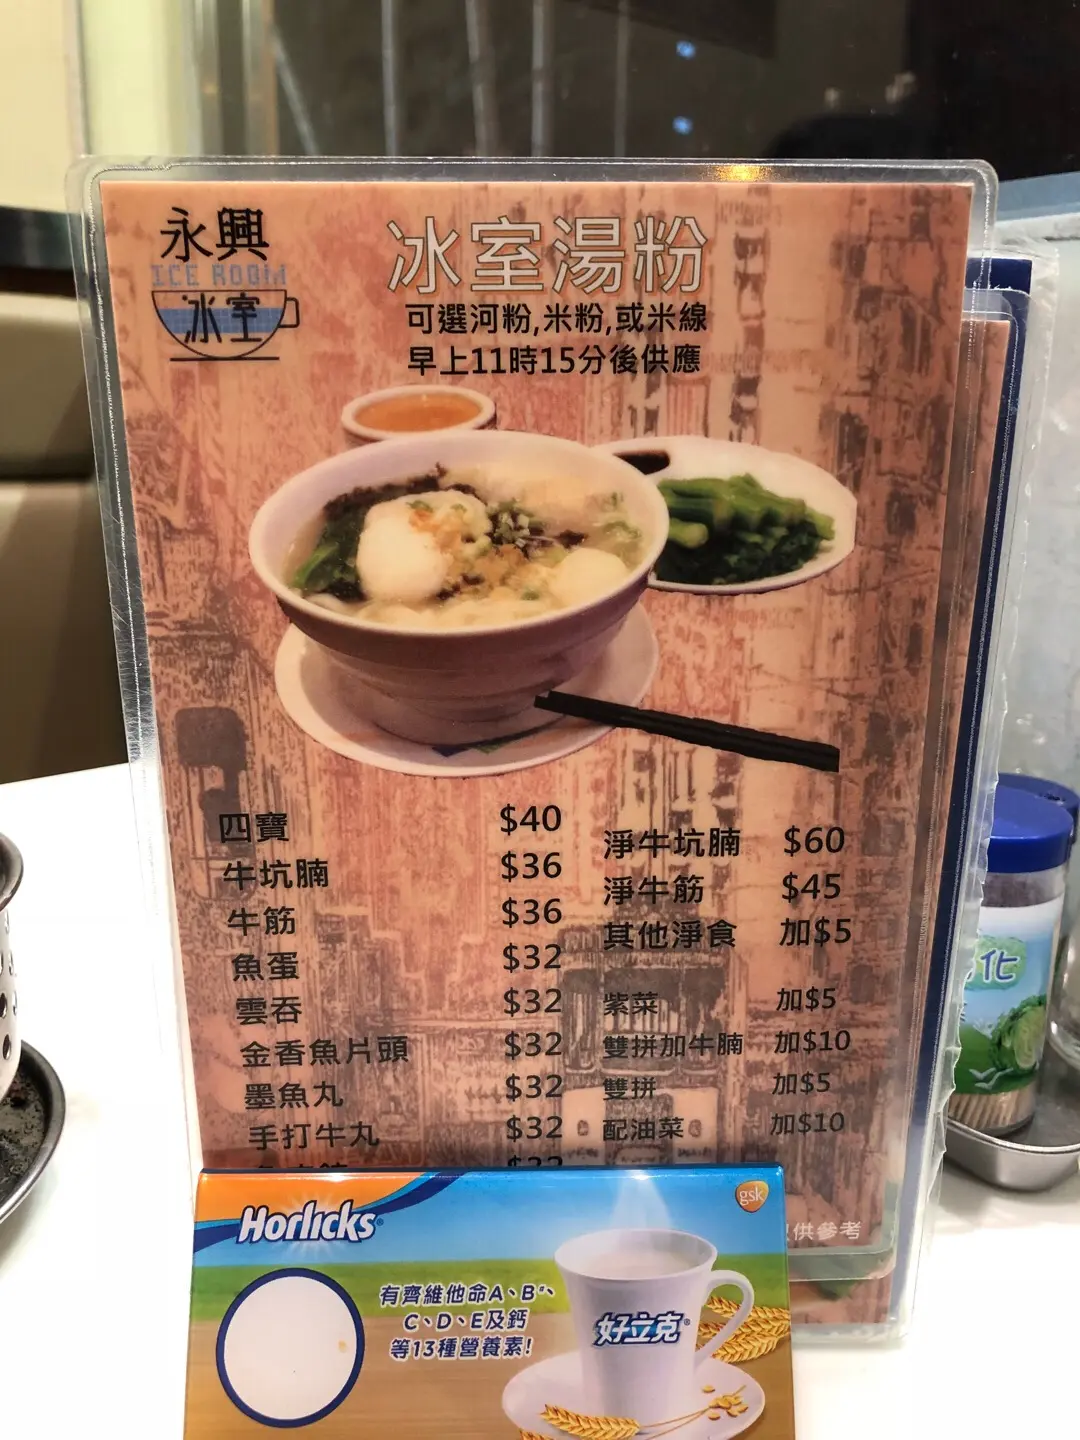 永興
ICE ROOM
冰室
冰室湯粉
可選河粉,米粉,或米線
早上11時15分後供應
四寶 $40
牛坑腩 $36
牛筋 $36
魚蛋 $32
雲吞 $32
金香魚片頭 $32
墨魚丸 $32
手打牛丸 $32
淨牛坑腩 $60
淨牛筋 $45
其他淨食 加$5
紫菜 加$5
雙拼加牛腩 加$10
雙拼 加$5
配油菜 加$10
供參考
化
Horlicks
gsk
有齊維他命A、B、
C、D、E及鈣
等13種營養素!
好立克